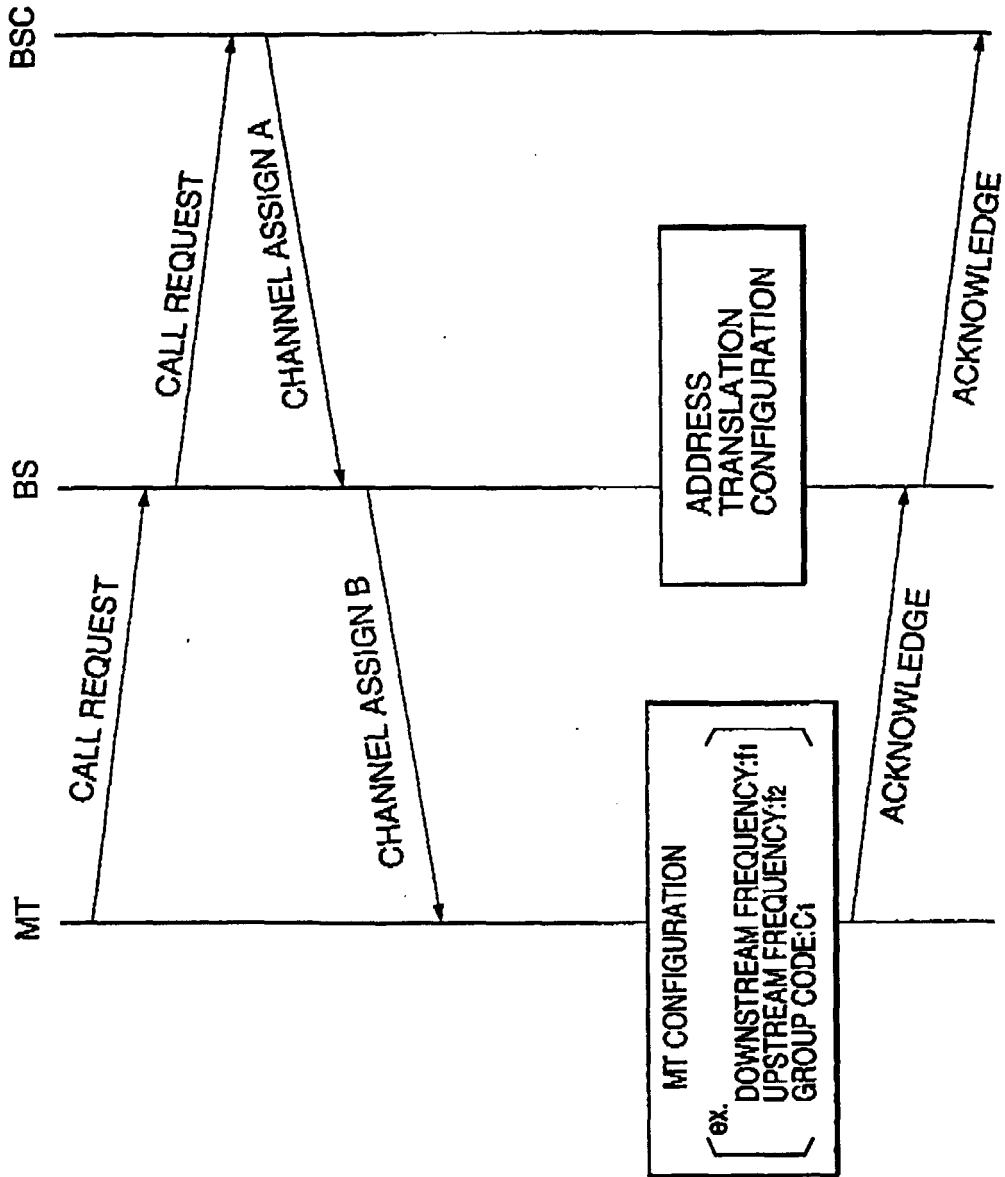 MT
BS
BSC
CALL REQUEST
CALL REQUEST
CHANNEL ASSIGN A
CHANNEL ASSIGN B
MT CONFIGURATION
ex.
DOWNSTREAM FREQUENCY:f1
UPSTREAM FREQUENCY:f2
GROUP CODE:C1
ADDRESS
TRANSLATION
CONFIGURATION
ACKNOWLEDGE
ACKNOWLEDGE